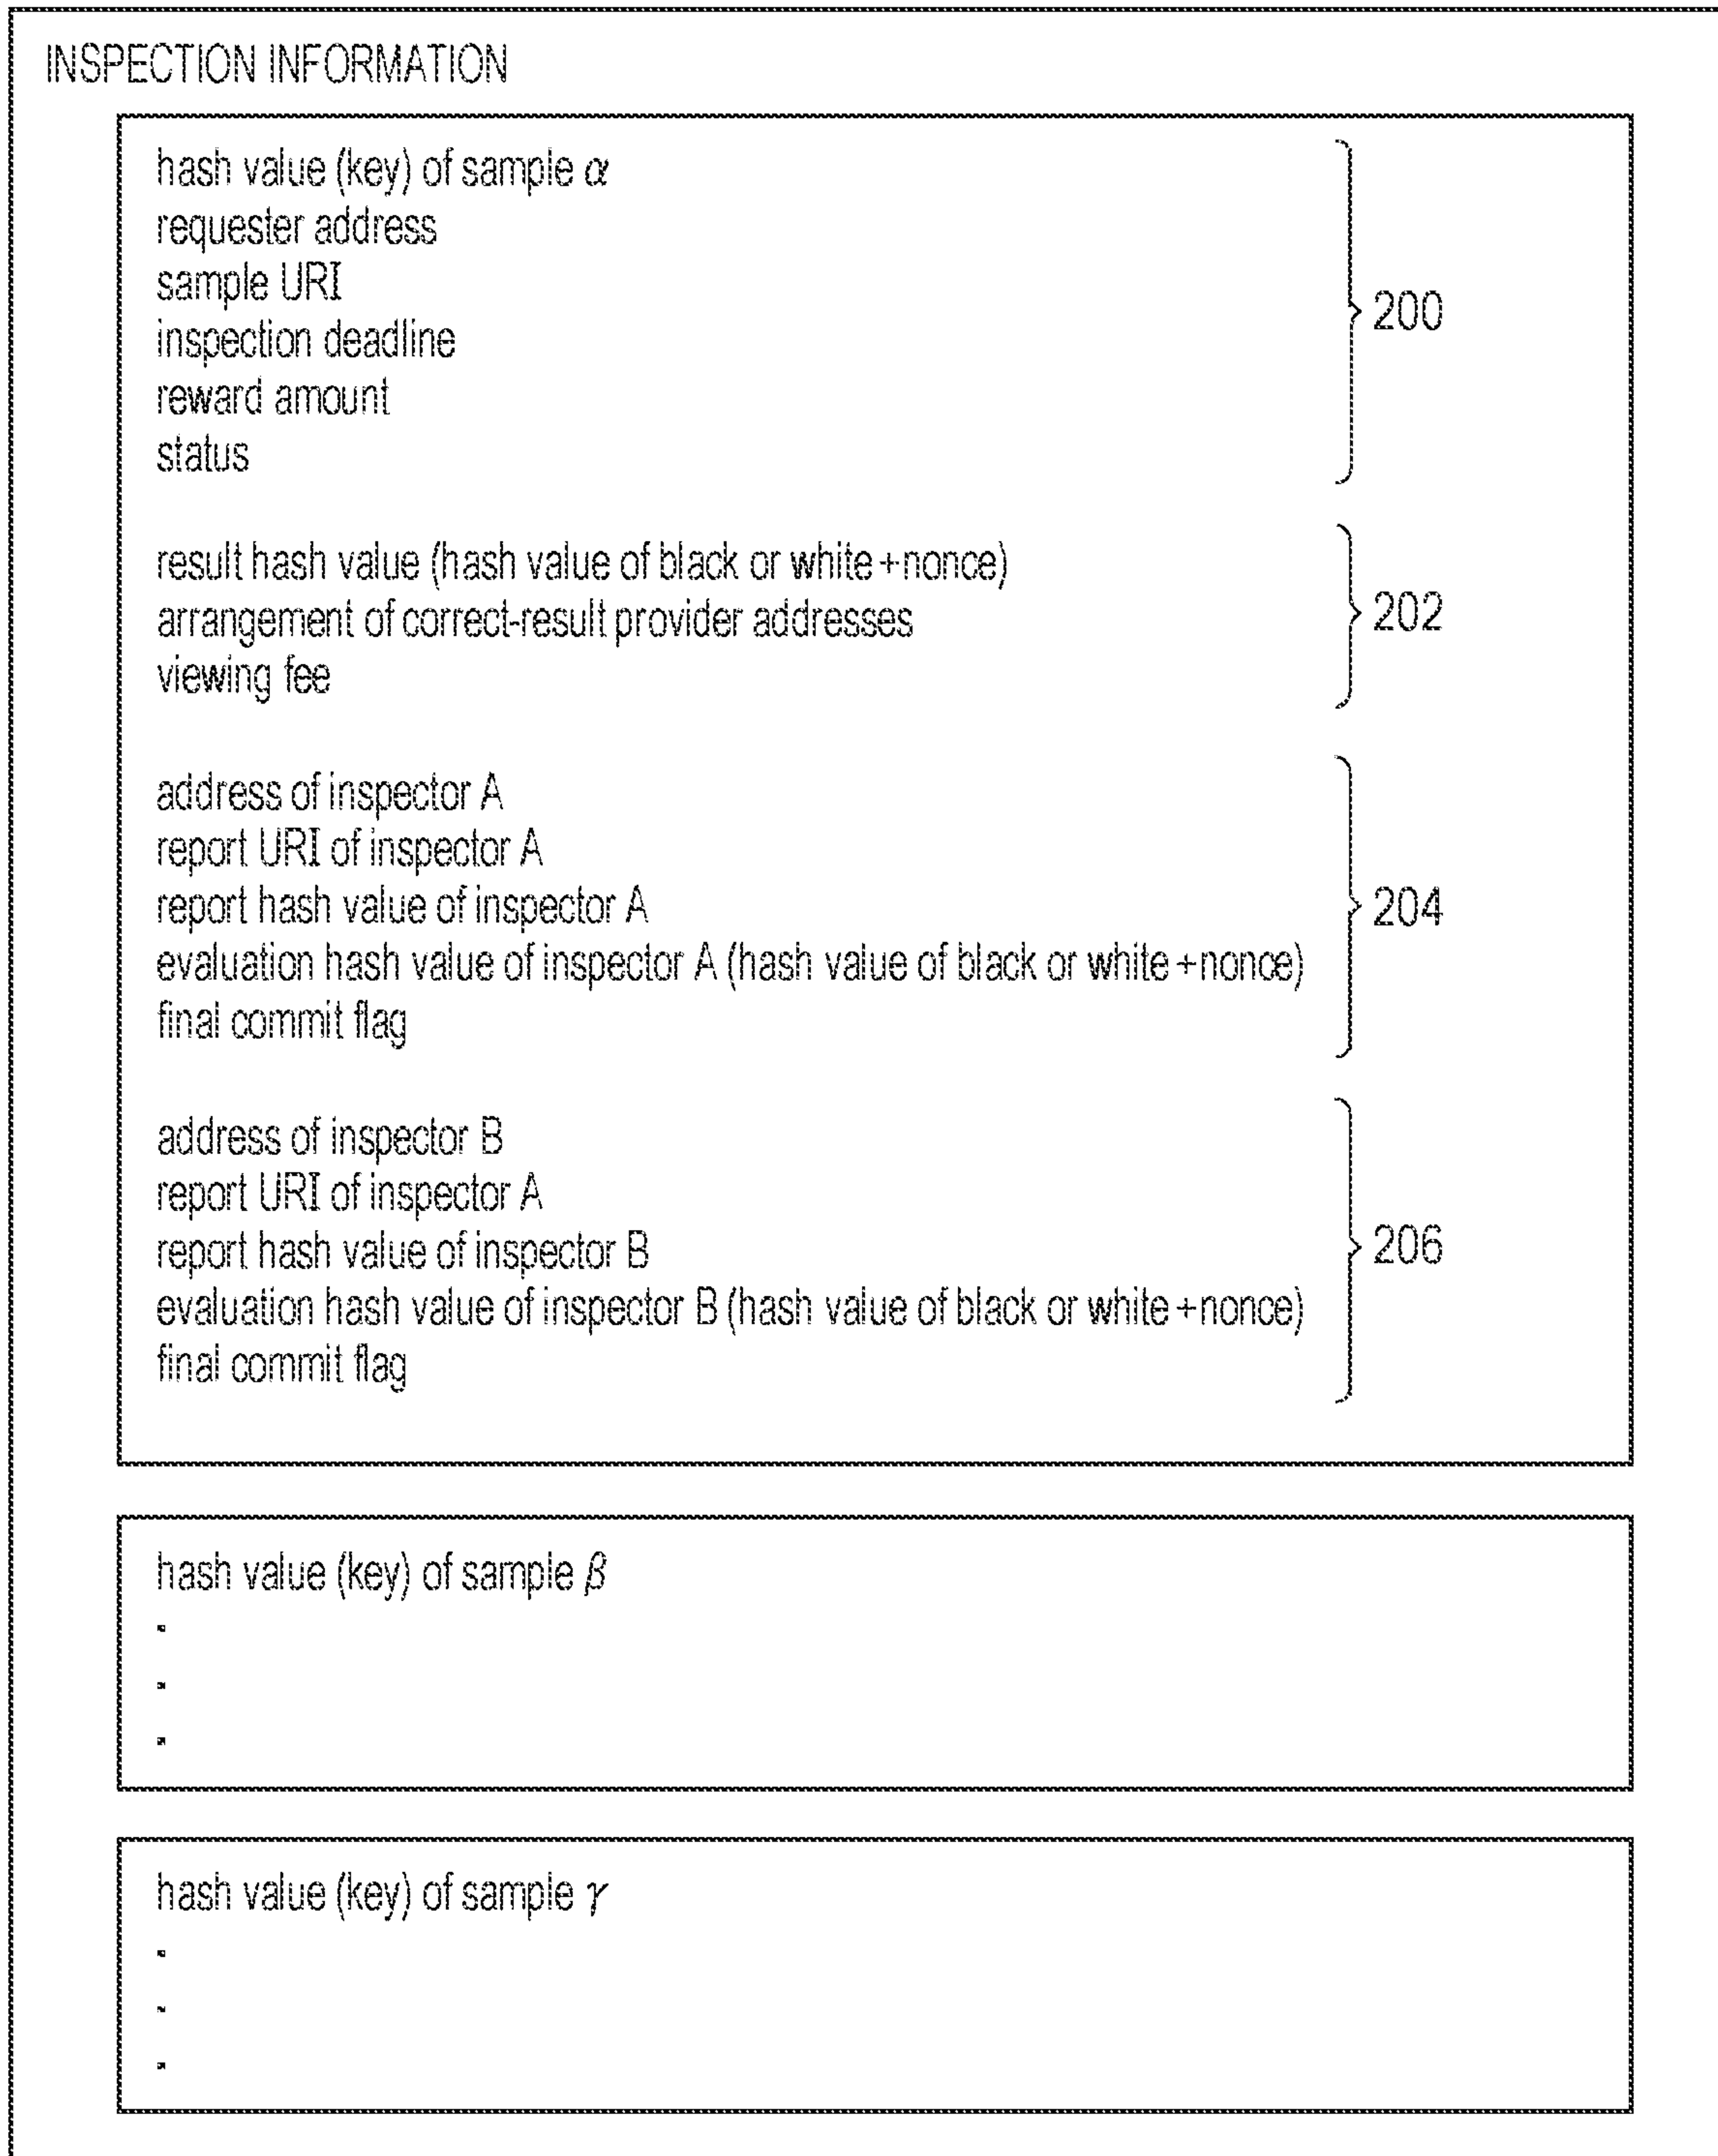 INSPECTION INFORMATION
hash value (key) of sample α
requester address
sample URI
inspection deadline
reward amount
status
200
result hash value (hash value of black or white+nonce)
arrangement of correct-result provider addresses
viewing fee
202
address of inspector A
report URI of inspector A
report hash value of inspector A
evaluation hash value of inspector A (hash value of black or white+nonce)
final commit flag
204
address of inspector B
report URI of inspector A
report hash value of inspector B
evaluation hash value of inspector B (hash value of black or white+nonce)
final commit flag
206
hash value (key) of sample β
.
.
.
hash value (key) of sample γ
.
.
.